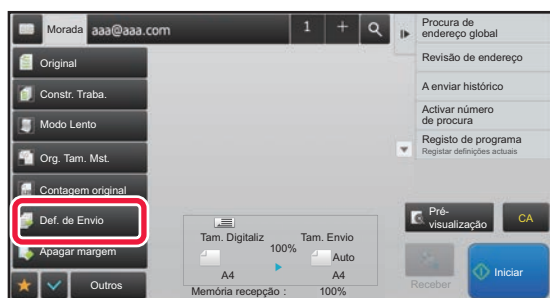 Morada aaa@aaa.com 1 +
Original
Constr. Traba.
Modo Lento
Org. Tam. Mst.
Contagem original
Def. de Envio
Apagar margem
Outros
Tam. Digitaliz 100% Tam. Envio
Auto
A4 A4
Memória recepção : 100%
Procura de
endereço global
Revisão de endereço
A enviar histórico
Activar número
de procura
Registo de programa
Registar definições actuais
Pré-
visualização
CA
Receber
Iniciar